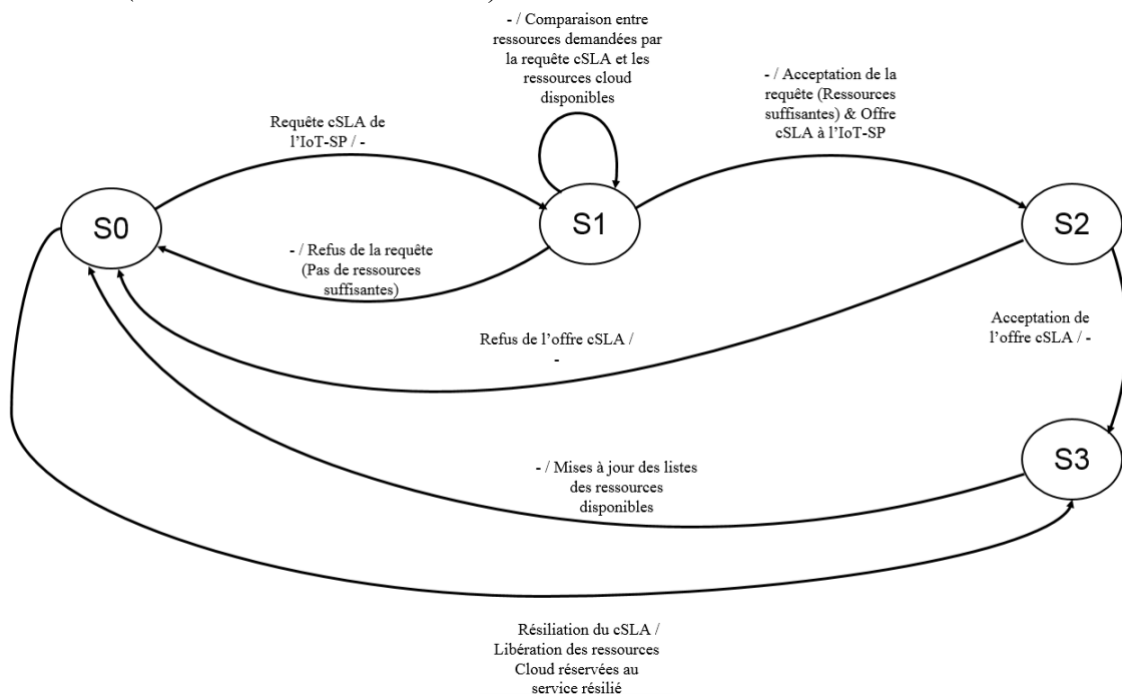 - / Comparaison entre
ressources demandées par
la requête cSLA et les
ressources cloud
disponibles
- / Acceptation de la
requête (Ressources
suffisantes) & Offre
cSLA à l'IoT-SP
Requête cSLA de
l'IoT-SP / -
S0
S1
S2
- / Refus de la requête
(Pas de ressources
suffisantes)
Refus de l'offre cSLA /
-
Acceptation de
l'offre cSLA / -
S3
- / Mises à jour des listes
des ressources
disponibles
Résiliation du cSLA /
Libération des ressources
Cloud réservées au
service résilié